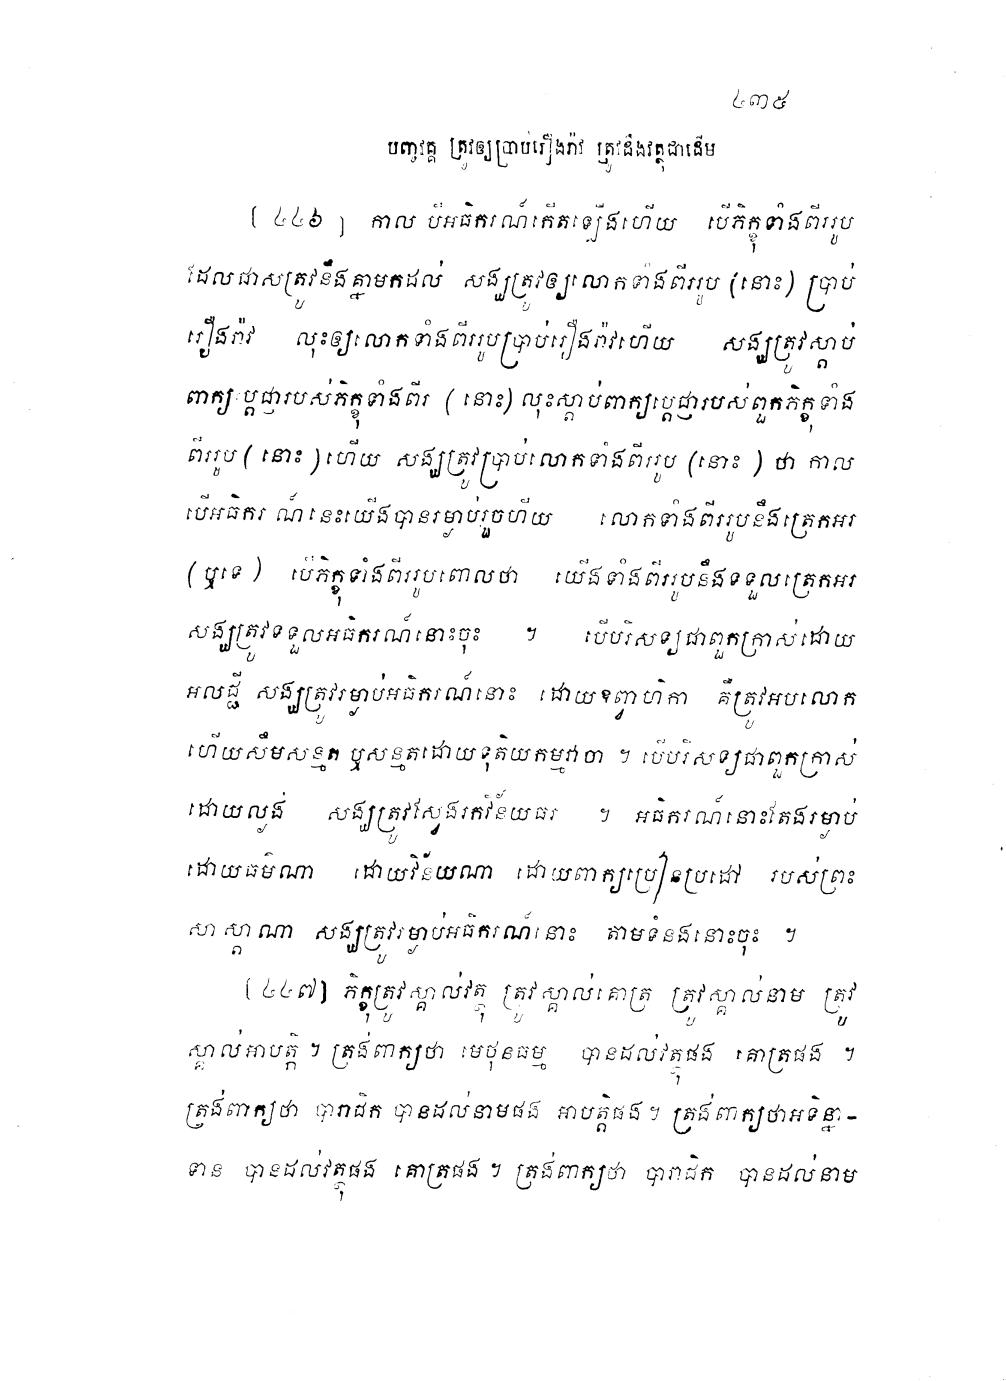 ៤៣៥
បញ្ចវគ្គ ត្រូវឲ្យប្រាប់រឿងរ៉ាវ ត្រូវដឹងវត្ថុជាដើម
[ ៤៤៦ ] កាល បើអធិករណ៍កើតឡើងហើយ បើភិក្ខុទាំងពីររូប
ដែលជាសត្រូវនឹងគ្នាមកដល់ សង្ឃត្រូវឲ្យលោកទាំងពីររូប (នោះ) ប្រាប់
រឿងរ៉ាវ លុះឲ្យលោកទាំងពីររូបប្រាប់រឿងរ៉ាវហើយ សង្ឃត្រូវស្តាប់
ពាក្យប្តេជ្ញារបស់ភិក្ខុទាំងពីរ ( នោះ) លុះស្តាប់ពាក្យប្តេជ្ញារបស់ពួកភិក្ខុទាំង
ពីររូប ( នោះ ) ហើយ សង្ឃត្រូវប្រាប់លោកទាំងពីររូប (នោះ ) ថា កាល
បើអធិករណ៍នេះយើងបានរម្ងាប់រួចហើយ លោកទាំងពីររូបនឹងត្រេកអរ
(ឬទេ ) បើភិក្ខុទាំងពីររូបពោលថា យើងទាំងពីររូបនឹងទទួលត្រេកអរ
សង្ឃត្រូវទទួលអធិករណ៍នោះចុះ ។ បើបរិសទ្យជាពួកក្រាស់ដោយ
អលជ្ជី សង្ឃត្រូវរម្ងាប់អធិករណ៍នោះ ដោយឧព្វាហិកា គឺត្រូវអបលោក
ហើយសឹមសន្មត ឬសន្មតដោយទុតិយកម្មវាចា ។ បើបរិសទ្យជាពួកក្រាស់
ដោយល្ងង់ សង្ឃត្រូវស្វែងរកវិន័យធរ ។ អធិករណ៍នោះតែងរម្ងាប់
ដោយធម៌ណា ដោយវិន័យណា ដោយពាក្យប្រៀនប្រដៅ របស់ព្រះ
សាស្តាណា សង្ឃត្រូវរម្ងាប់អធិករណ៍នោះ តាមទំនងនោះចុះ ។
[ ៤៤៧] ភិក្ខុត្រូវស្គាល់វត្ថុ ត្រូវស្គាល់គោត្រ ត្រូវស្គាល់នាម ត្រូវ
ស្គាល់អាបត្តិ ។ ត្រង់ពាក្យថា មេថុនធម្ម បានដល់វត្ថុផង គោត្រផង ។
ត្រង់ពាក្យថា បារាជិក បានដល់នាមផង អាបត្តិផង ។ ត្រង់ពាក្យថាអទិន្នា-
ទាន បានដល់វត្ថុផង គោត្រផង ។ ត្រង់ពាក្យថា បារាជិក បានដល់នាម